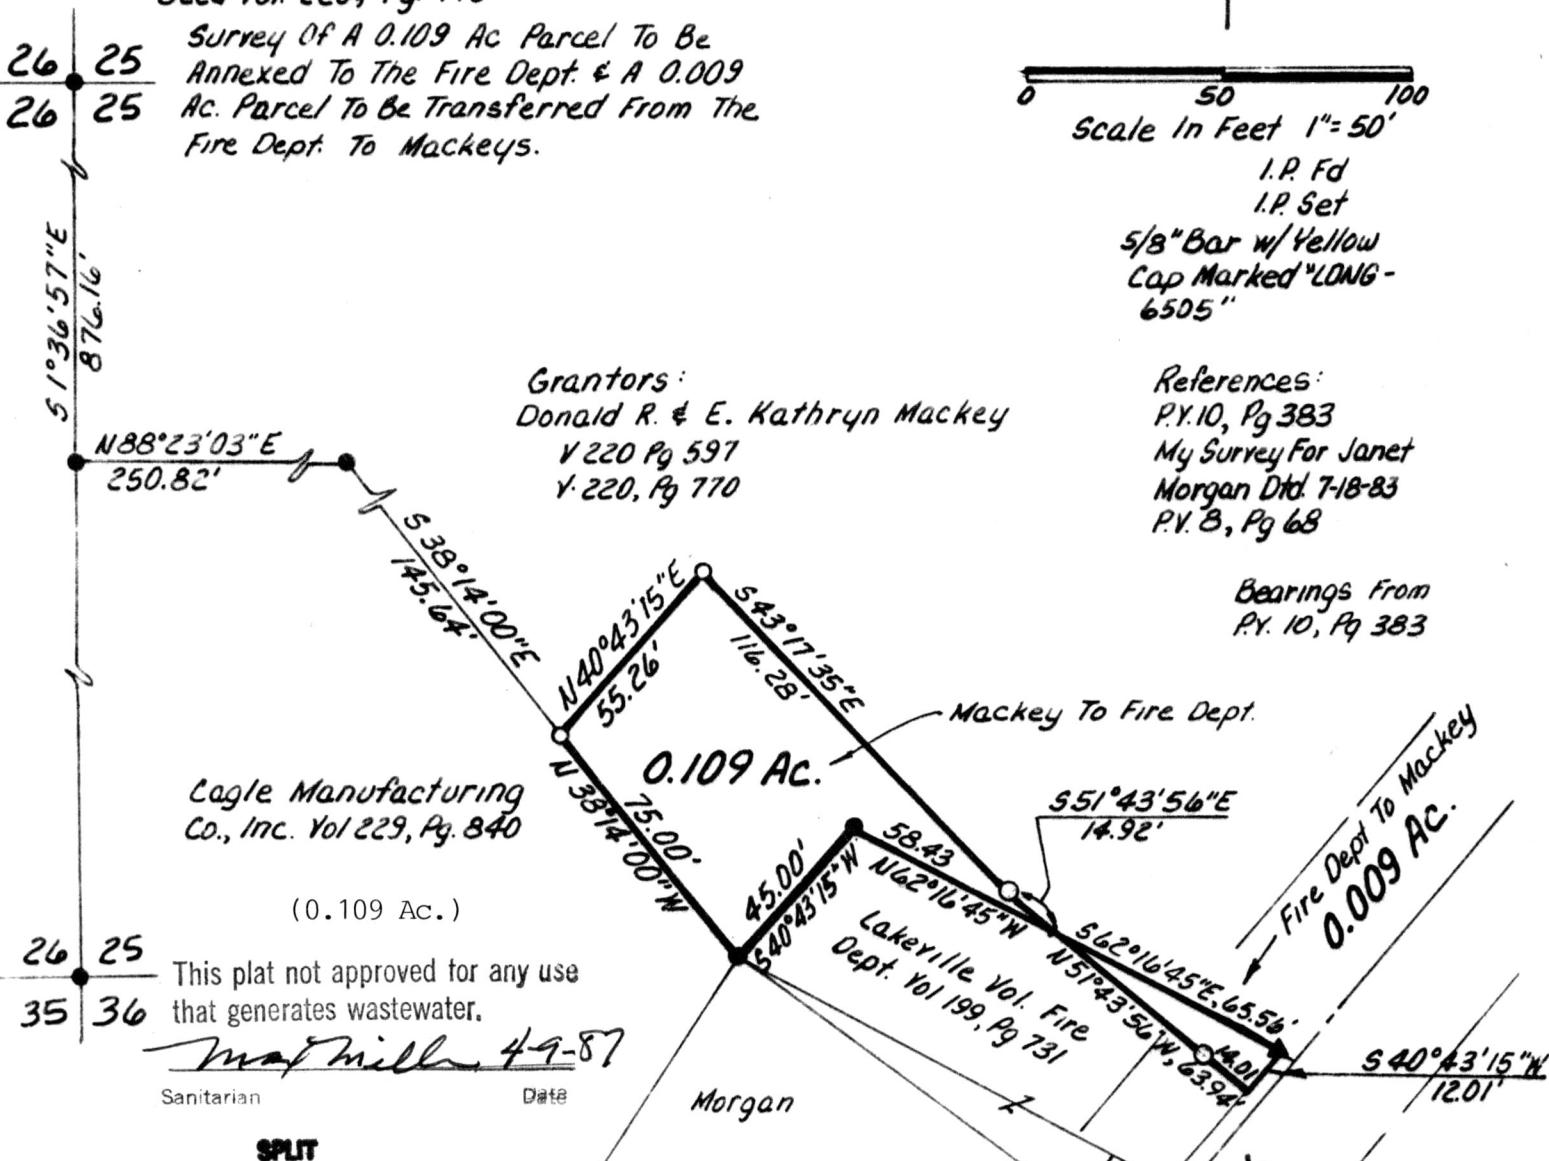 Survey Of A 0.109 Ac Parcel To Be
Annexed To The Fire Dept. & A 0.009
Ac. Parcel To Be Transferred From The
Fire Dept. To Mackeys.
26 25
26 25
0 50 100
Scale In Feet 1"=50'
I.P. Fd
I.P. Set
5/8" Bar w/ Yellow
Cap Marked "LONG-
6505"
S 1°36'57"E
876.16'
Grantors:
Donald R. & E. Kathryn Mackey
V 220 Pg 597
V. 220, Pg 770
References:
P.V. 10, Pg 383
My Survey For Janet
Morgan Dtd. 7-18-83
P.V. 8, Pg 68
Bearings From
P.V. 10, Pg 383
N88°23'03"E
250.82'
S 38°14'00"E
145.64'
N40°43'15"E
55.26'
S43°17'35"E
116.28'
Mackey To Fire Dept.
0.109 Ac.
S51°43'56"E
14.92'
Fire Dept To Mackey
0.009 Ac.
Cagle Manufacturing
Co., Inc. Vol 229, Pg. 840
75.00'
N 38°14'00"W
45.00'
S40°43'15"W
58.43
N62°16'45"W
Lakeville Vol. Fire
Dept. Vol 199, Pg 731
S62°16'45"E, 65.56'
N51°43'56"W, 63.94'
14.01
S 40°43'15"W
12.01'
(0.109 Ac.)
26 25
35 36
This plat not approved for any use
that generates wastewater.
Max Miller 4-9-87
Sanitarian Date
Morgan
SPLIT